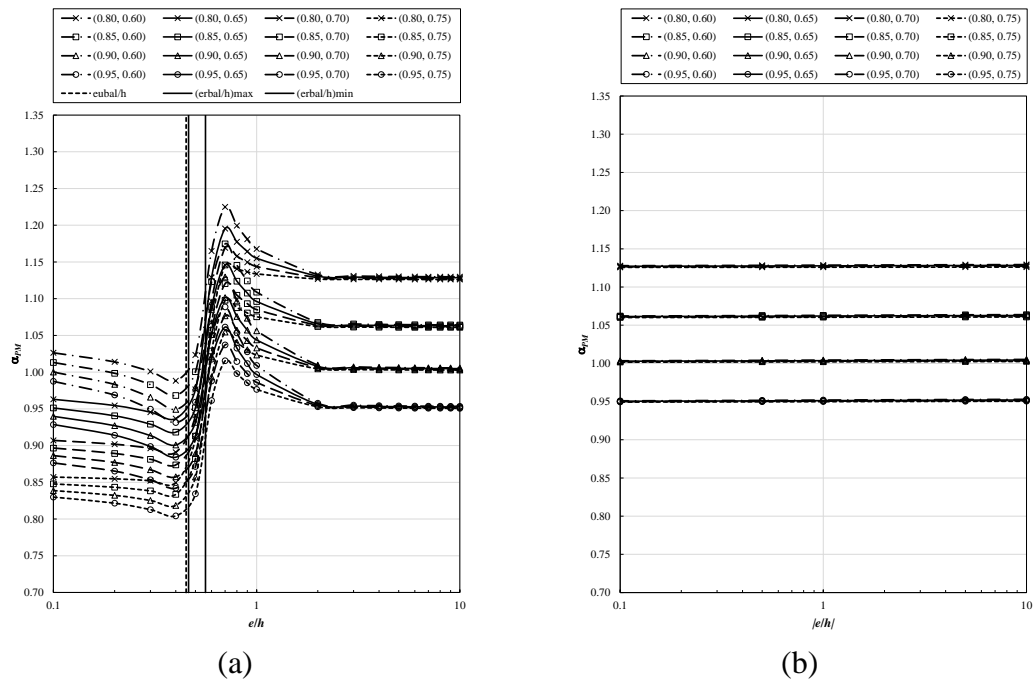 (0.80, 0.60) (0.80, 0.65) (0.80, 0.70) (0.80, 0.75)
(0.85, 0.60) (0.85, 0.65) (0.85, 0.70) (0.85, 0.75)
(0.90, 0.60) (0.90, 0.65) (0.90, 0.70) (0.90, 0.75)
(0.95, 0.60) (0.95, 0.65) (0.95, 0.70) (0.95, 0.75)
eubal/h (erbal/h)max (erbal/h)min
1.35
1.30
1.25
1.20
1.15
1.10
1.05
1.00
0.95
0.90
0.85
0.80
0.75
0.70
αPM
0.1 1 10
e/h
(a)
(0.80, 0.60) (0.80, 0.65) (0.80, 0.70) (0.80, 0.75)
(0.85, 0.60) (0.85, 0.65) (0.85, 0.70) (0.85, 0.75)
(0.90, 0.60) (0.90, 0.65) (0.90, 0.70) (0.90, 0.75)
(0.95, 0.60) (0.95, 0.65) (0.95, 0.70) (0.95, 0.75)
1.35
1.30
1.25
1.20
1.15
1.10
1.05
1.00
0.95
0.90
0.85
0.80
0.75
0.70
αPM
0.1 1 10
|e/h|
(b)